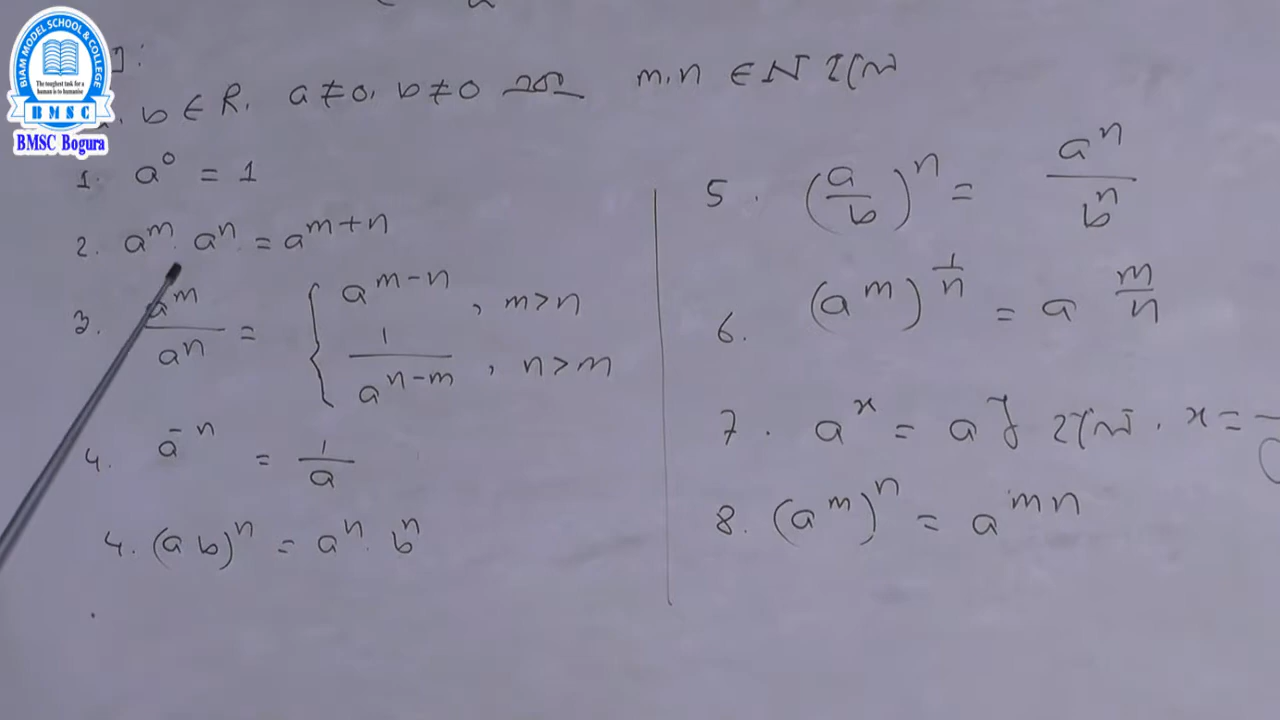 BIAM MODEL SCHOOL & COLLEGE
The toughest task for a
human is to humanise
BMSC
BMSC Bogura
b ∈ R, a ≠ 0, b ≠ 0 এবং m, n ∈ N হলে
1. a⁰ = 1
2. aᵐ · aⁿ = aᵐ⁺ⁿ
3. aᵐ/aⁿ = { aᵐ⁻ⁿ, m>n
1/aⁿ⁻ᵐ, n>m
4. a⁻ⁿ = 1/a
4. (ab)ⁿ = aⁿ · bⁿ
5. (a/b)ⁿ = aⁿ/bⁿ
6. (aᵐ)^(1/n) = a^(m/n)
7. aˣ = aʸ হলে, x =
8. (aᵐ)ⁿ = aᵐⁿ